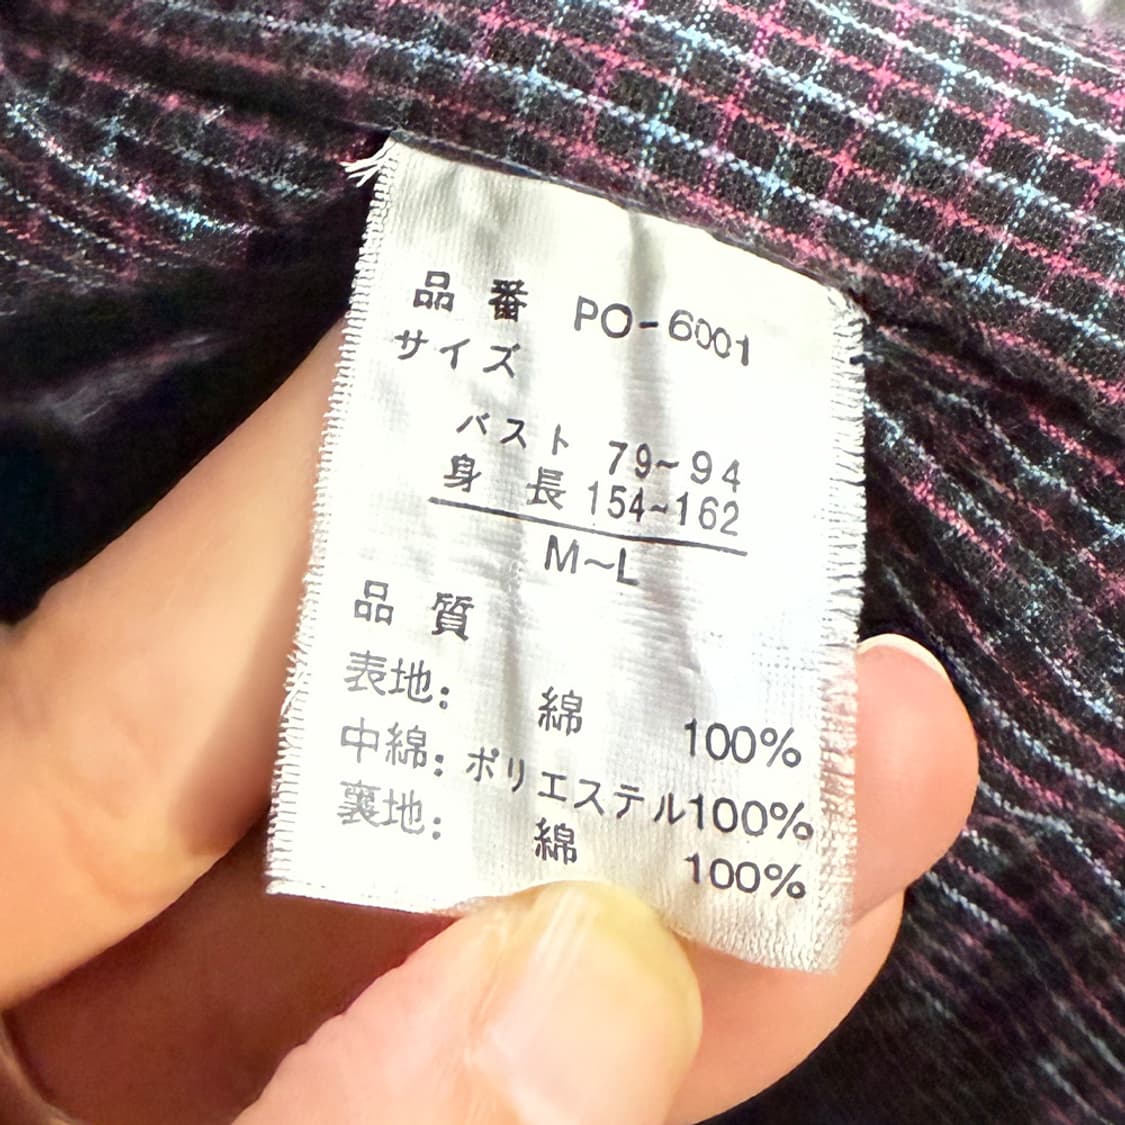 品番 PO-6001
サイズ
バスト 79~94
身長 154~162
M~L
品質
表地: 綿 100%
中綿: ポリエステル100%
裏地: 綿 100%